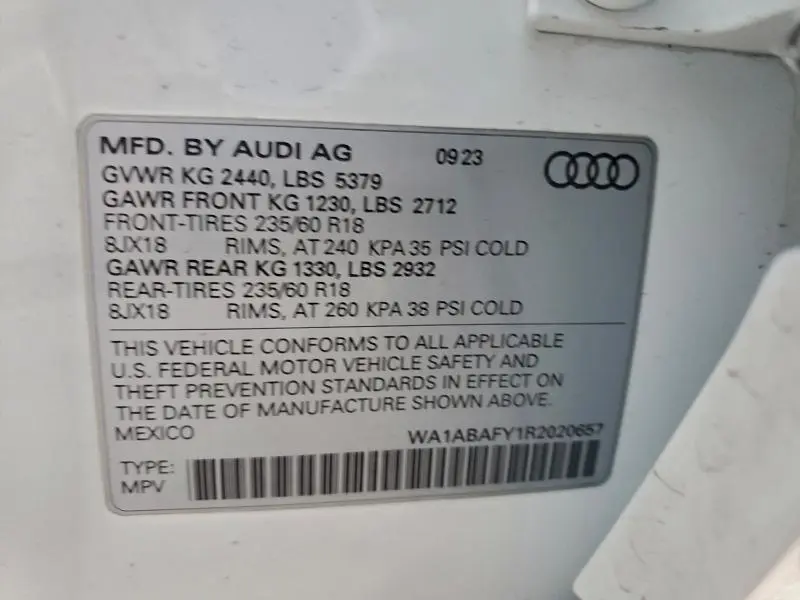 MFD. BY AUDI AG 09 23
GVWR KG 2440, LBS 5379
GAWR FRONT KG 1230, LBS 2712
FRONT-TIRES 235/60 R18
8JX18 RIMS, AT 240 KPA 35 PSI COLD
GAWR REAR KG 1330, LBS 2932
REAR-TIRES 235/60 R18
8JX18 RIMS, AT 260 KPA 38 PSI COLD
THIS VEHICLE CONFORMS TO ALL APPLICABLE
U.S. FEDERAL MOTOR VEHICLE SAFETY AND
THEFT PREVENTION STANDARDS IN EFFECT ON
THE DATE OF MANUFACTURE SHOWN ABOVE.
MEXICO WA1ABAFY1R2020657
TYPE:
MPV